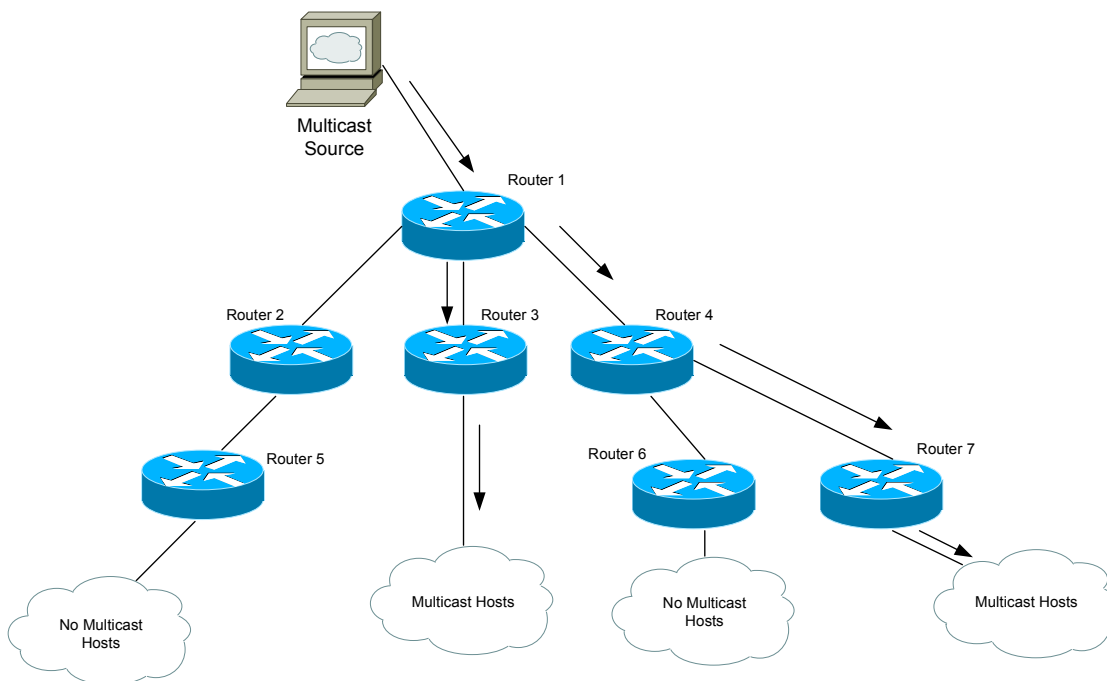 Multicast
Source
Router 1
Router 2
Router 3
Router 4
Router 5
Router 6
Router 7
No Multicast
Hosts
Multicast Hosts
No Multicast
Hosts
Multicast Hosts